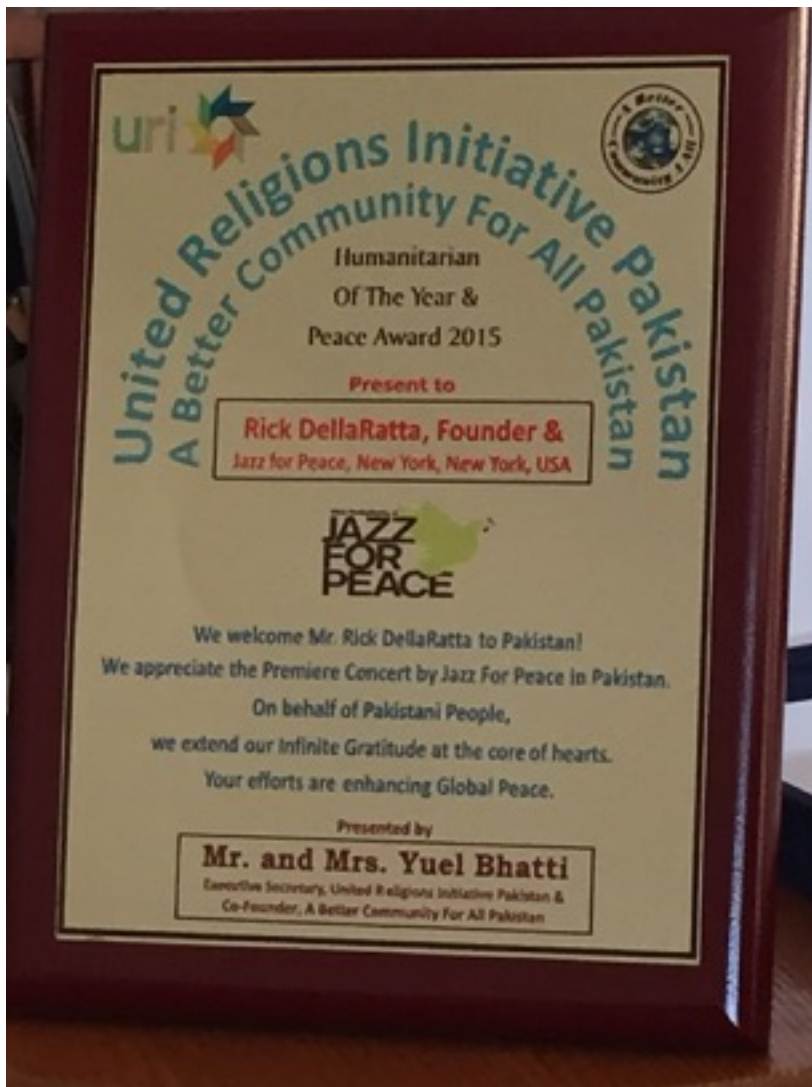 uri
A Better
Community 4 All
United Religions Initiative Pakistan
A Better Community For All Pakistan
Humanitarian
Of The Year &
Peace Award 2015
Present to
Rick DellaRatta, Founder &
Jazz for Peace, New York, New York, USA
JAZZ
FOR
PEACE
We welcome Mr. Rick DellaRatta to Pakistan!
We appreciate the Premiere Concert by Jazz For Peace in Pakistan.
On behalf of Pakistani People,
we extend our Infinite Gratitude at the core of hearts.
Your efforts are enhancing Global Peace.
Presented by
Mr. and Mrs. Yuel Bhatti
Executive Secretary, United Religions Initiative Pakistan &
Co-Founder, A Better Community For All Pakistan